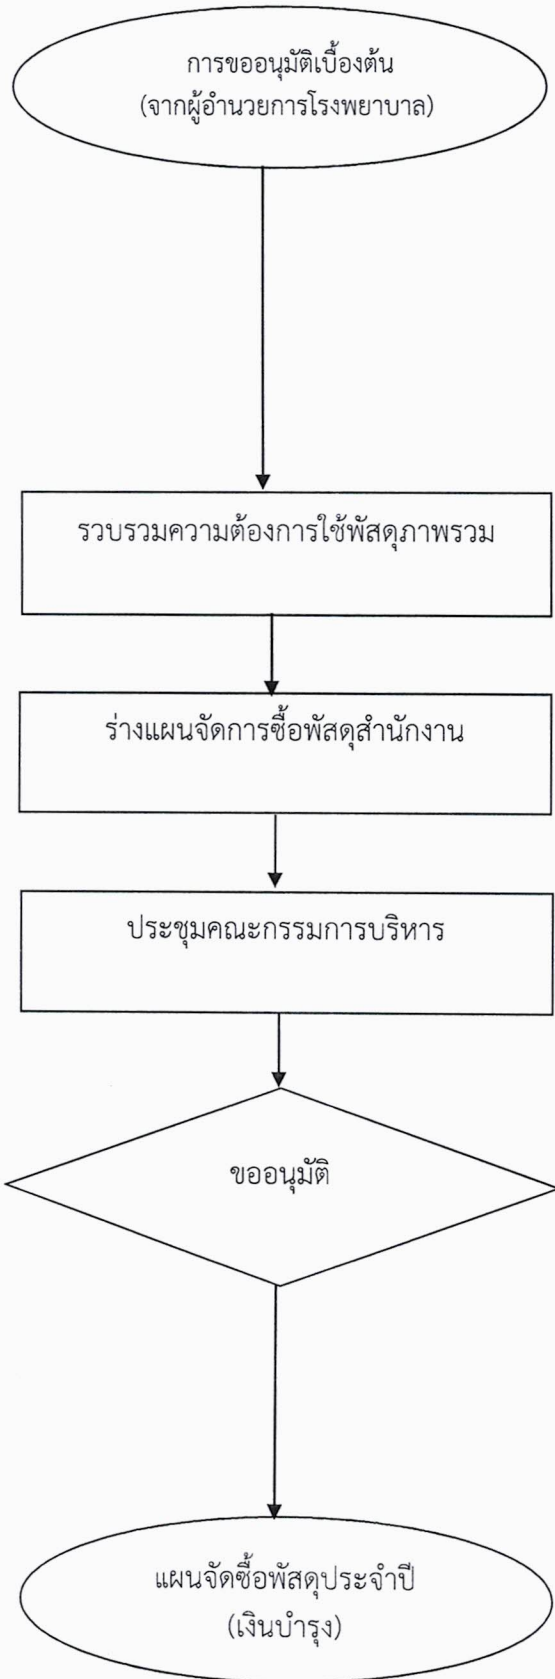 การขออนุมัติเบื้องต้น
(จากผู้อำนวยการโรงพยาบาล)
รวบรวมความต้องการใช้พัสดุภาพรวม
ร่างแผนจัดการซื้อพัสดุสำนักงาน
ประชุมคณะกรรมการบริหาร
ขออนุมัติ
แผนจัดซื้อพัสดุประจำปี
(เงินบำรุง)